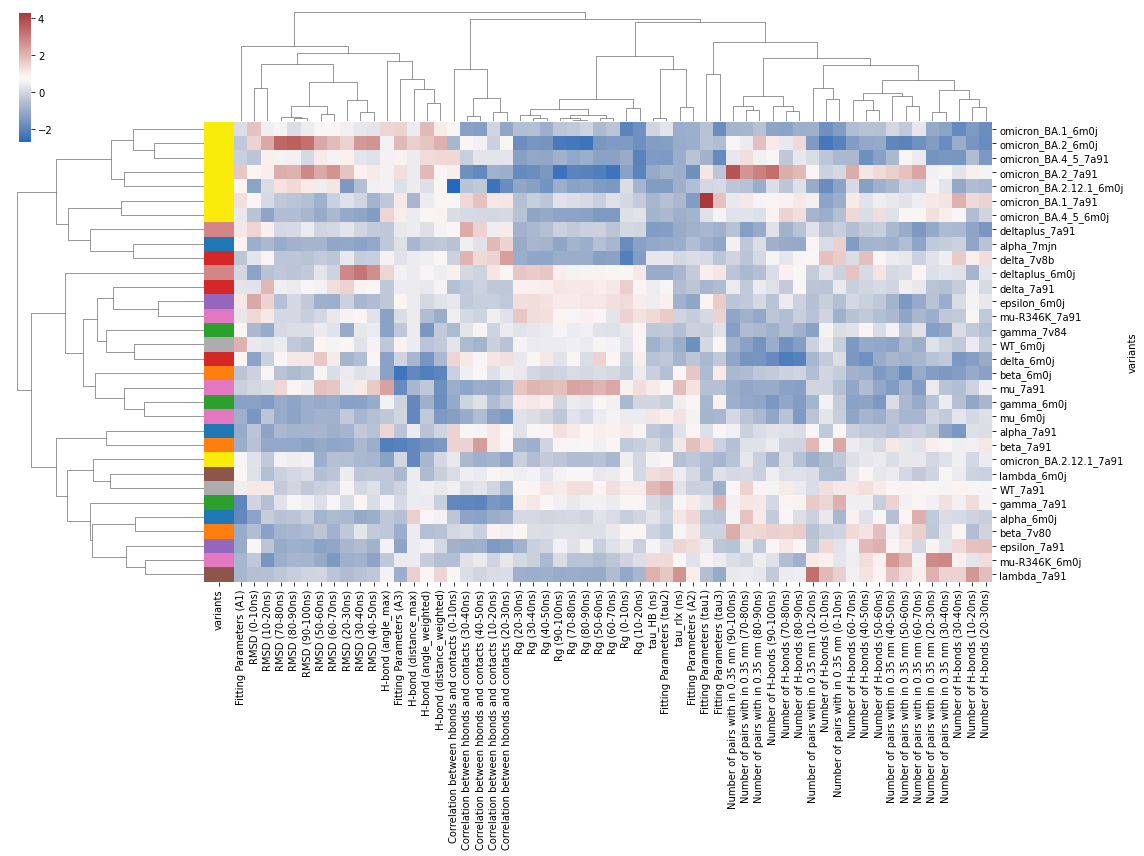 4
2
0
−2
omicron_BA.1_6m0j
omicron_BA.2_6m0j
omicron_BA.4_5_7a91
omicron_BA.2_7a91
omicron_BA.2.12.1_6m0j
omicron_BA.1_7a91
omicron_BA.4_5_6m0j
deltaplus_7a91
alpha_7mjn
delta_7v8b
deltaplus_6m0j
delta_7a91
epsilon_6m0j
mu-R346K_7a91
gamma_7v84
WT_6m0j
delta_6m0j
beta_6m0j
mu_7a91
gamma_6m0j
mu_6m0j
alpha_7a91
beta_7a91
omicron_BA.2.12.1_7a91
lambda_6m0j
WT_7a91
gamma_7a91
alpha_6m0j
beta_7v80
epsilon_7a91
mu-R346K_6m0j
lambda_7a91
variants
variants
Fitting Parameters (A1)
RMSD (0-10ns)
RMSD (10-20ns)
RMSD (70-80ns)
RMSD (80-90ns)
RMSD (90-100ns)
RMSD (50-60ns)
RMSD (60-70ns)
RMSD (20-30ns)
RMSD (30-40ns)
RMSD (40-50ns)
H-bond (angle_max)
Fitting Parameters (A3)
H-bond (distance_max)
H-bond (angle_weighted)
H-bond (distance_weighted)
Correlation between hbonds and contacts (0-10ns)
Correlation between hbonds and contacts (30-40ns)
Correlation between hbonds and contacts (40-50ns)
Correlation between hbonds and contacts (10-20ns)
Correlation between hbonds and contacts (20-30ns)
Rg (20-30ns)
Rg (30-40ns)
Rg (40-50ns)
Rg (90-100ns)
Rg (70-80ns)
Rg (80-90ns)
Rg (50-60ns)
Rg (60-70ns)
Rg (0-10ns)
Rg (10-20ns)
tau_HB (ns)
Fitting Parameters (tau2)
tau_rlx (ns)
Fitting Parameters (A2)
Fitting Parameters (tau1)
Fitting Parameters (tau3)
Number of pairs with in 0.35 nm (90-100ns)
Number of pairs with in 0.35 nm (70-80ns)
Number of pairs with in 0.35 nm (80-90ns)
Number of H-bonds (90-100ns)
Number of H-bonds (70-80ns)
Number of H-bonds (80-90ns)
Number of pairs with in 0.35 nm (10-20ns)
Number of H-bonds (0-10ns)
Number of pairs with in 0.35 nm (0-10ns)
Number of H-bonds (60-70ns)
Number of H-bonds (40-50ns)
Number of H-bonds (50-60ns)
Number of pairs with in 0.35 nm (40-50ns)
Number of pairs with in 0.35 nm (50-60ns)
Number of pairs with in 0.35 nm (60-70ns)
Number of pairs with in 0.35 nm (20-30ns)
Number of pairs with in 0.35 nm (30-40ns)
Number of H-bonds (30-40ns)
Number of H-bonds (10-20ns)
Number of H-bonds (20-30ns)